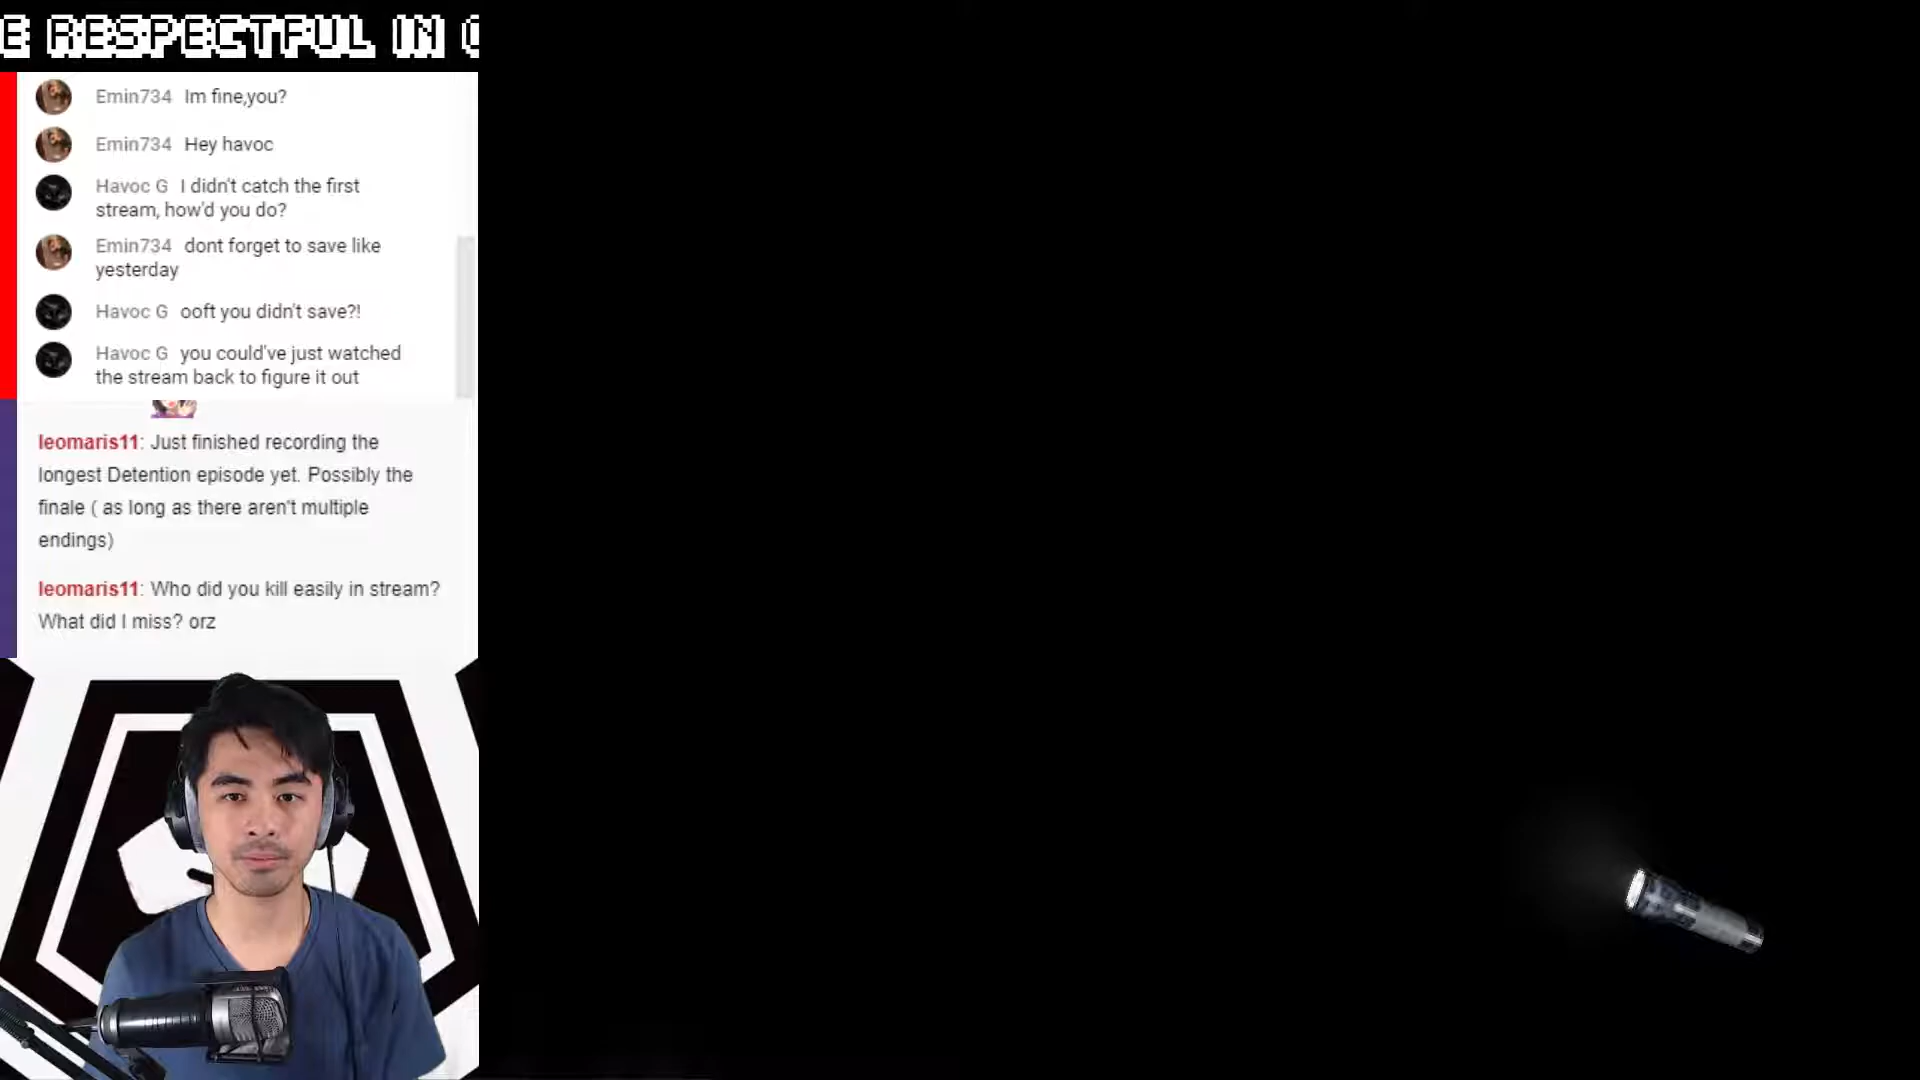 E RESPECTFUL IN
Emin734 Im fine,you?
Emin734 Hey havoc
Havoc G I didn't catch the first
stream, how'd you do?
Emin734 dont forget to save like
yesterday
Havoc G ooft you didn't save?!
Havoc G you could've just watched
the stream back to figure it out
leomaris11: Just finished recording the
longest Detention episode yet. Possibly the
finale ( as long as there aren't multiple
endings)
leomaris11: Who did you kill easily in stream?
What did I miss? orz